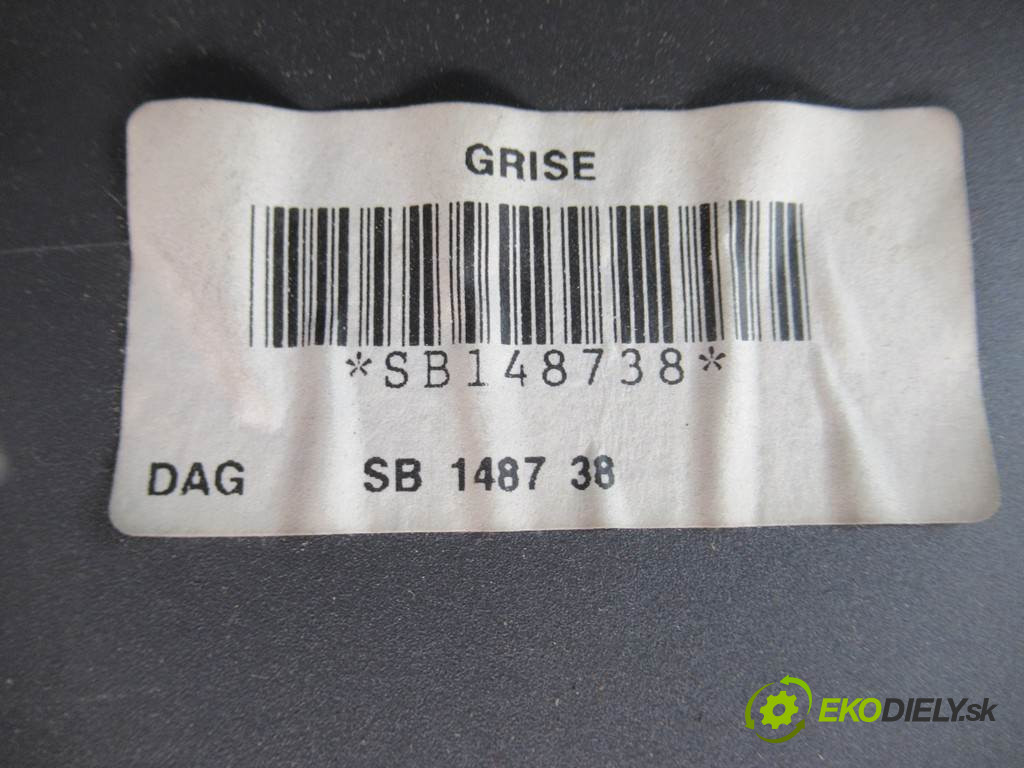 GRISE
*SB148738*
DAG SB 1487 38
EKODIELY.sk